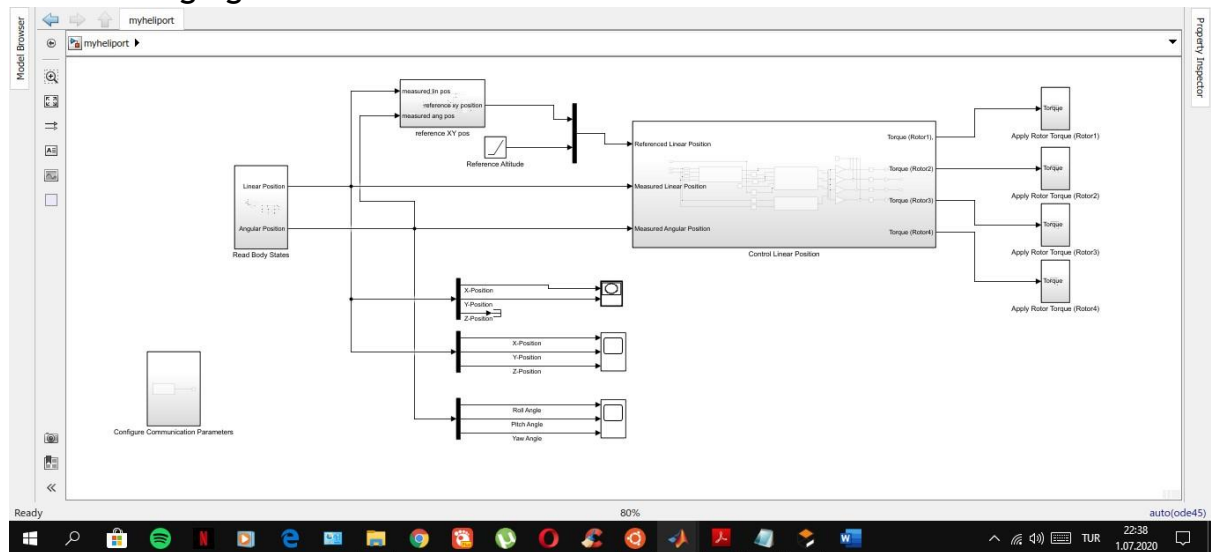 myheliport
Model Browser
Property Inspector
myheliport
measured lin pos
reference xy position
measured ang pos
reference XY pos
Reference Altitude
Linear Position
Angular Position
Read Body States
Referenced Linear Position
Measured Linear Position
Measured Angular Position
Torque (Rotor1),
Torque (Rotor2)
Torque (Rotor3)
Torque (Rotor4)
Control Linear Position
Torque
Apply Rotor Torque (Rotor1)
Torque
Apply Rotor Torque (Rotor2)
Torque
Apply Rotor Torque (Rotor3)
Torque
Apply Rotor Torque (Rotor4)
X-Position
Y-Position
Z-Position
X-Position
Y-Position
Z-Position
Roll Angle
Pitch Angle
Yaw Angle
Configure Communication Parameters
Ready
80%
auto(ode45)
TUR
22:38
1.07.2020